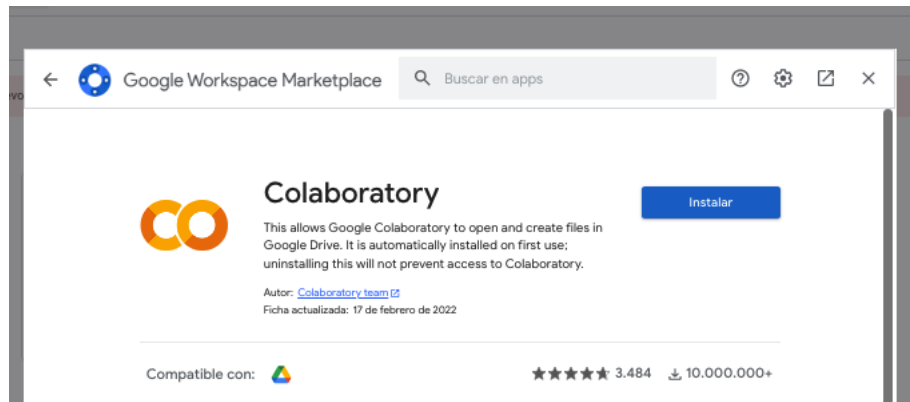 Google Workspace Marketplace
Buscar en apps
evo
Colaboratory
Instalar
This allows Google Colaboratory to open and create files in
Google Drive. It is automatically installed on first use;
uninstalling this will not prevent access to Colaboratory.
Autor: Colaboratory team
Ficha actualizada: 17 de febrero de 2022
Compatible con:
3.484
10.000.000+